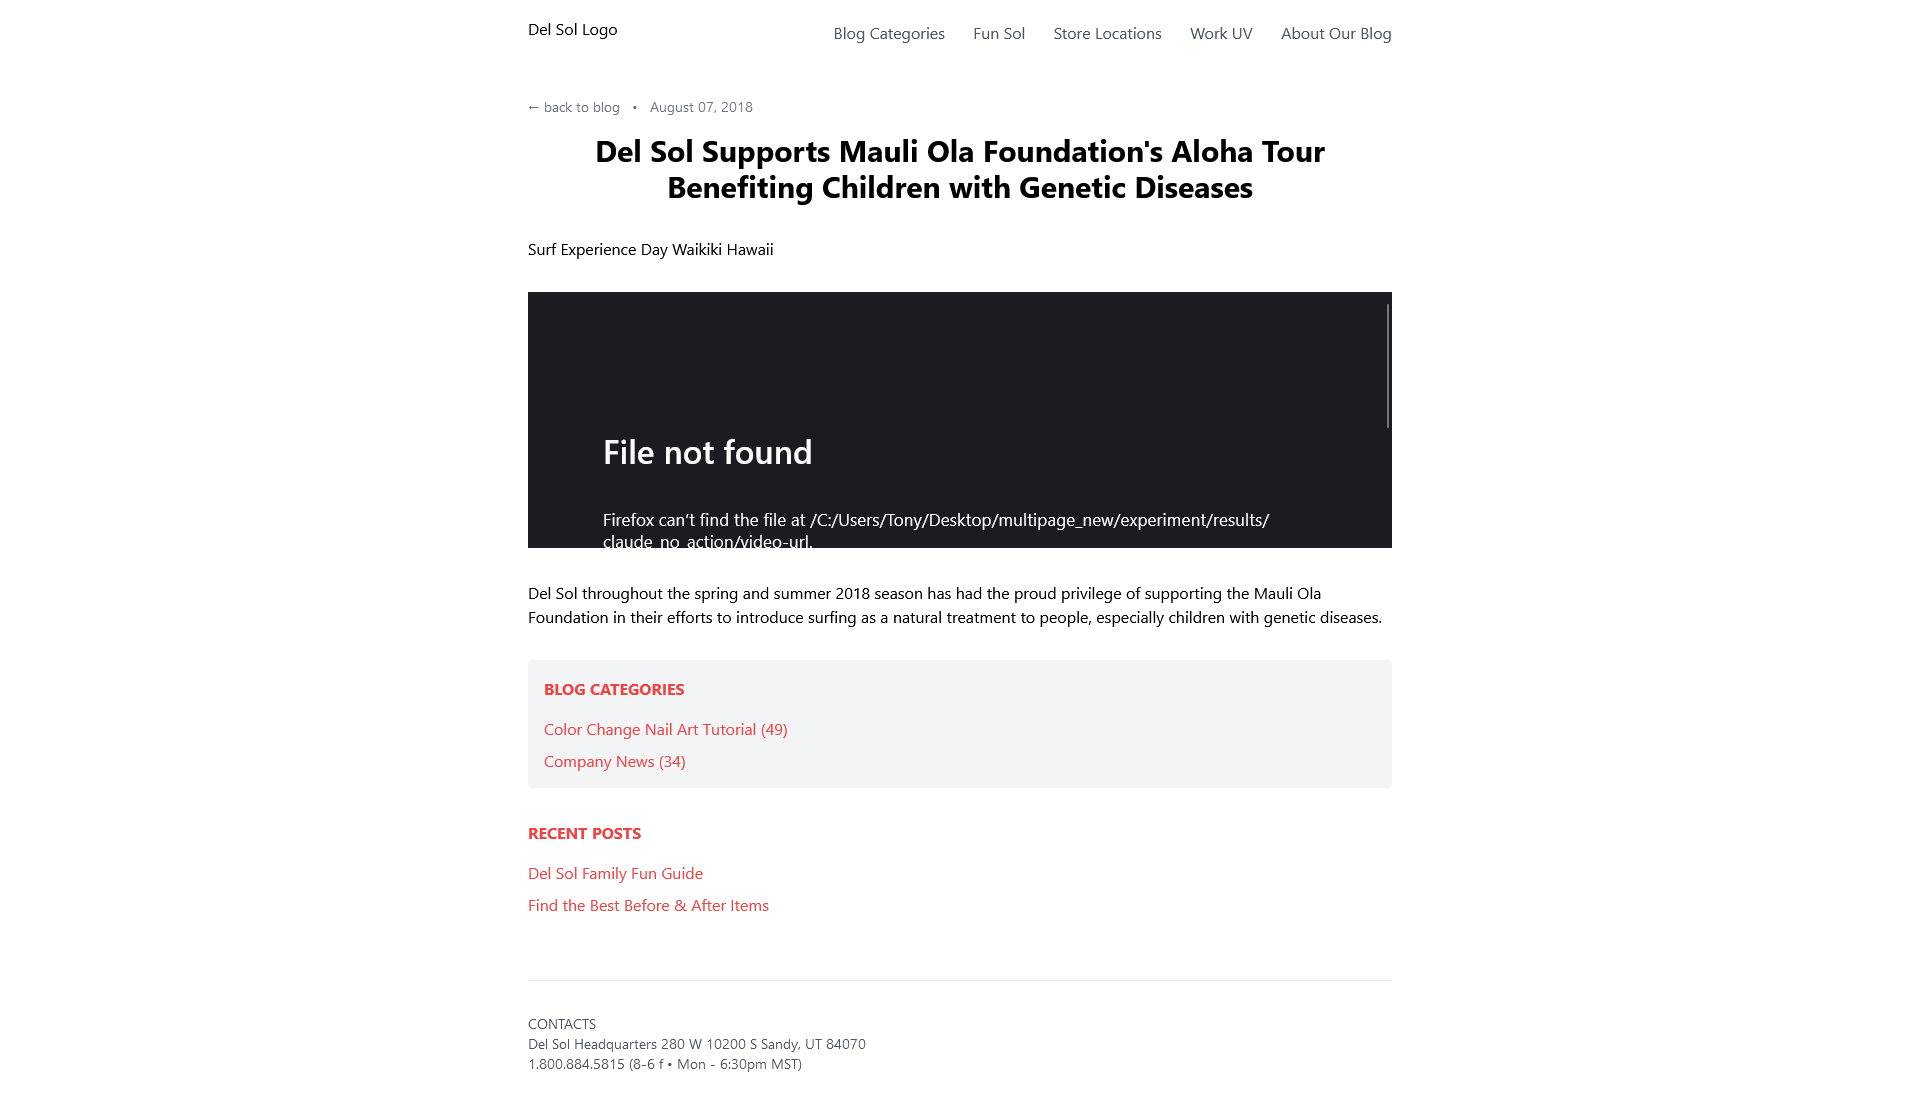 Del Sol Logo
Blog Categories Fun Sol Store Locations Work UV About Our Blog
← back to blog • August 07, 2018
Del Sol Supports Mauli Ola Foundation's Aloha Tour
Benefiting Children with Genetic Diseases
Surf Experience Day Waikiki Hawaii
File not found
Firefox can’t find the file at /C:/Users/Tony/Desktop/multipage_new/experiment/results/
claude_no_action/video-url.
Del Sol throughout the spring and summer 2018 season has had the proud privilege of supporting the Mauli Ola
Foundation in their efforts to introduce surfing as a natural treatment to people, especially children with genetic diseases.
BLOG CATEGORIES
Color Change Nail Art Tutorial (49)
Company News (34)
RECENT POSTS
Del Sol Family Fun Guide
Find the Best Before & After Items
CONTACTS
Del Sol Headquarters 280 W 10200 S Sandy, UT 84070
1.800.884.5815 (8-6 f • Mon - 6:30pm MST)